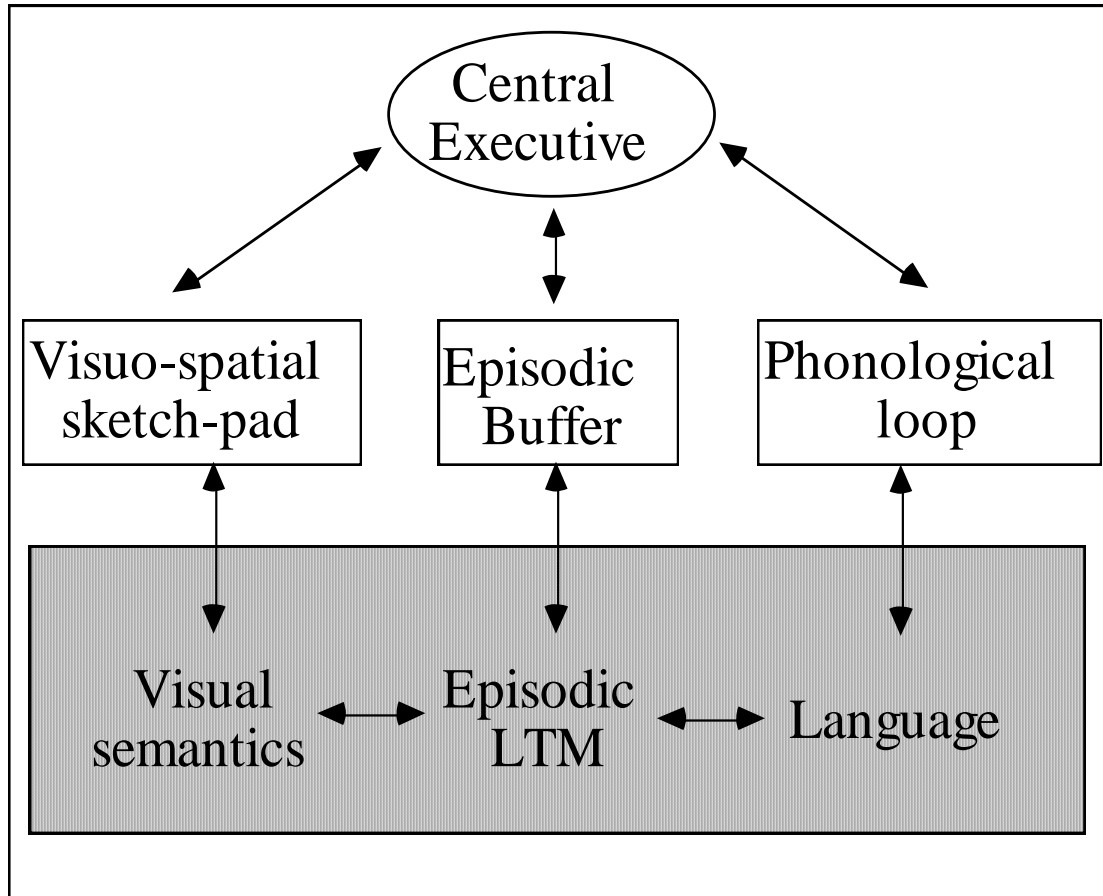 Central
Executive
Visuo-spatial
sketch-pad
Episodic
Buffer
Phonological
loop
Visual
semantics
Episodic
LTM
Language